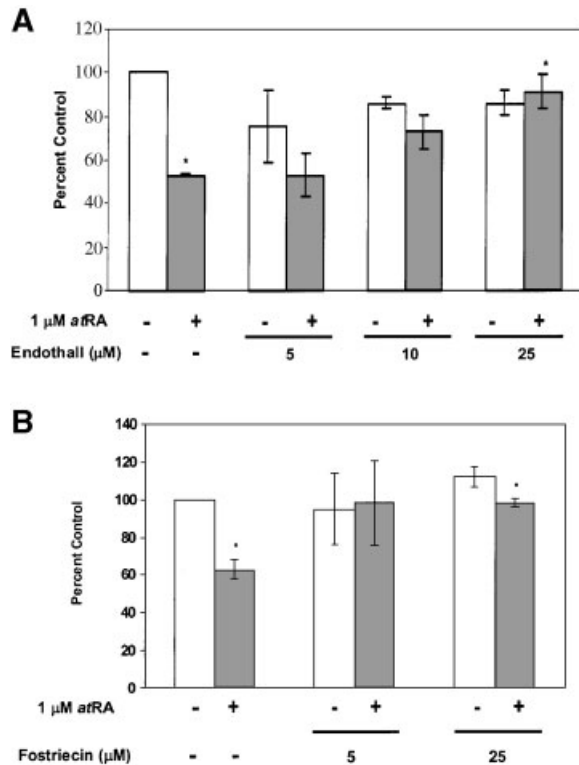 A
120
100
80
60
40
20
0
Percent Control
* *
1 μM atRA - + - + - + - +
Endothall (μM) - - 5 10 25
B
140
120
100
80
60
40
20
0
Percent Control
* *
1 μM atRA - + - + - +
Fostriecin (μM) - - 5 25